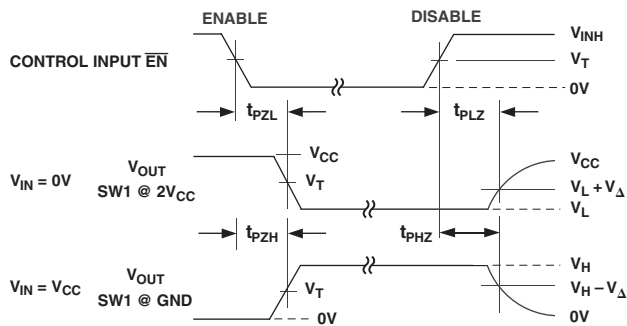 ENABLE DISABLE
CONTROL INPUT EN
V_INH
V_T
0V
t_PZL t_PLZ
V_IN = 0V
V_OUT
SW1 @ 2V_CC
V_CC
V_T
V_CC
V_L + V_Δ
V_L
t_PZH t_PHZ
V_IN = V_CC
V_OUT
SW1 @ GND
V_T
0V
V_H
V_H – V_Δ
0V